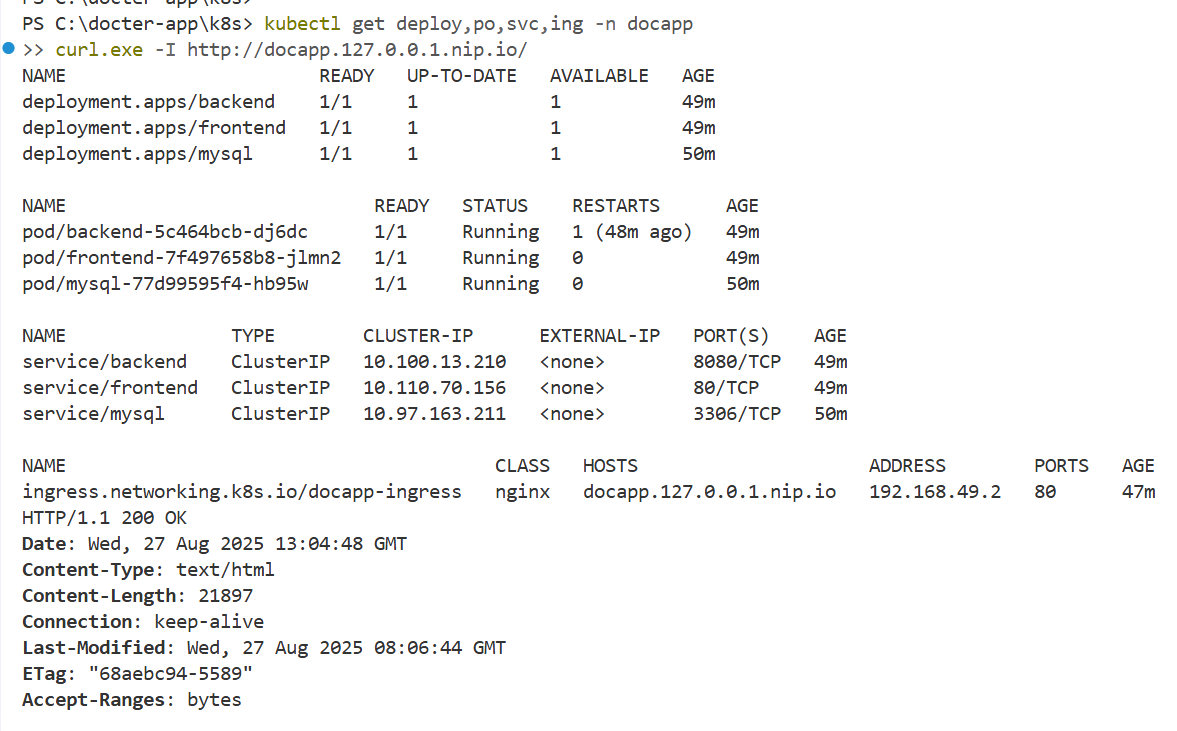 PS C:\docter-app\k8s>
PS C:\docter-app\k8s> kubectl get deploy,po,svc,ing -n docapp
>> curl.exe -I http://docapp.127.0.0.1.nip.io/
NAME READY UP-TO-DATE AVAILABLE AGE
deployment.apps/backend 1/1 1 1 49m
deployment.apps/frontend 1/1 1 1 49m
deployment.apps/mysql 1/1 1 1 50m
NAME READY STATUS RESTARTS AGE
pod/backend-5c464bcb-dj6dc 1/1 Running 1 (48m ago) 49m
pod/frontend-7f497658b8-jlmn2 1/1 Running 0 49m
pod/mysql-77d99595f4-hb95w 1/1 Running 0 50m
NAME TYPE CLUSTER-IP EXTERNAL-IP PORT(S) AGE
service/backend ClusterIP 10.100.13.210 <none> 8080/TCP 49m
service/frontend ClusterIP 10.110.70.156 <none> 80/TCP 49m
service/mysql ClusterIP 10.97.163.211 <none> 3306/TCP 50m
NAME CLASS HOSTS ADDRESS PORTS AGE
ingress.networking.k8s.io/docapp-ingress nginx docapp.127.0.0.1.nip.io 192.168.49.2 80 47m
HTTP/1.1 200 OK
Date: Wed, 27 Aug 2025 13:04:48 GMT
Content-Type: text/html
Content-Length: 21897
Connection: keep-alive
Last-Modified: Wed, 27 Aug 2025 08:06:44 GMT
ETag: "68aebc94-5589"
Accept-Ranges: bytes